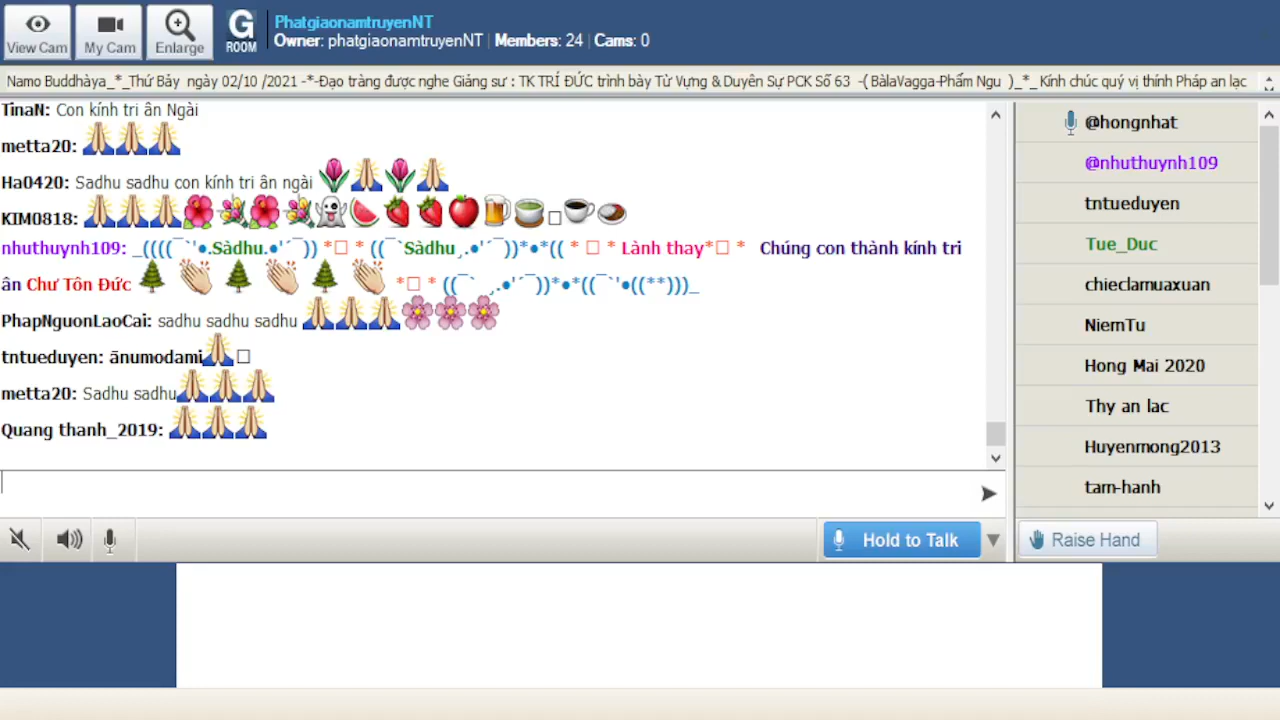 View Cam
My Cam
Enlarge
G
ROOM
PhatgiaonamtruyenNT
Owner: phatgiaonamtruyenNT | Members: 24 | Cams: 0
Namo Buddhàya_*_Thứ Bảy ngày 02/10 /2021 -*-Đạo tràng được nghe Giảng sư : TK TRÍ ĐỨC trình bày Từ Vựng & Duyên Sự PCK Số 63 -( BàlaVagga-Phẩm Ngu )_*_ Kính chúc quý vị thính Pháp an lạc
TinaN: Con kính tri ân Ngài
metta20: 🙏🙏🙏
Ha0420: Sadhu sadhu con kính tri ân ngài 🌷🙏🌷🙏
KIM0818: 🙏🙏🙏🌺💐🌺💐👻🍉🍓🍓🍎🍺🍵□☕🍛
nhuthuynh109: _((((¯`'•.Sàdhu.•'´¯)) *□ * ((¯`Sàdhu¸.•'´¯))*•*(( * □ * Lành thay*□ * Chúng con thành kính tri
ân Chư Tôn Đức 🌲 👏 🌲 👏 🌲 👏 *□ * ((¯` ¸.•'´¯))*•*((¯`'•((**)))_
PhapNguonLaoCai: sadhu sadhu sadhu 🙏🙏🙏🌸🌸🌸
tntueduyen: ānumodami🙏□
metta20: Sadhu sadhu🙏🙏🙏
Quang thanh_2019: 🙏🙏🙏
Hold to Talk
@hongnhat
@nhuthuynh109
tntueduyen
Tue_Duc
chieclamuaxuan
NiemTu
Hong Mai 2020
Thy an lac
Huyenmong2013
tam-hanh
Raise Hand